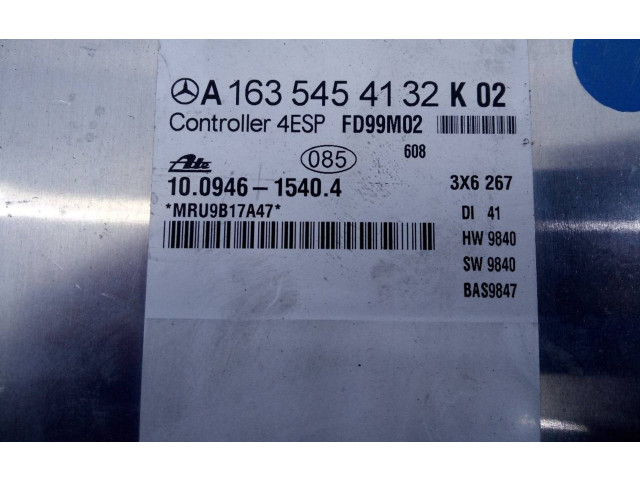 A 163 545 41 32 K 02
Controller 4ESP FD99M02
Ate 085 608
10.0946-1540.4 3X6 267
*MRU9B17A47* DI 41
HW 9840
SW 9840
BAS9847